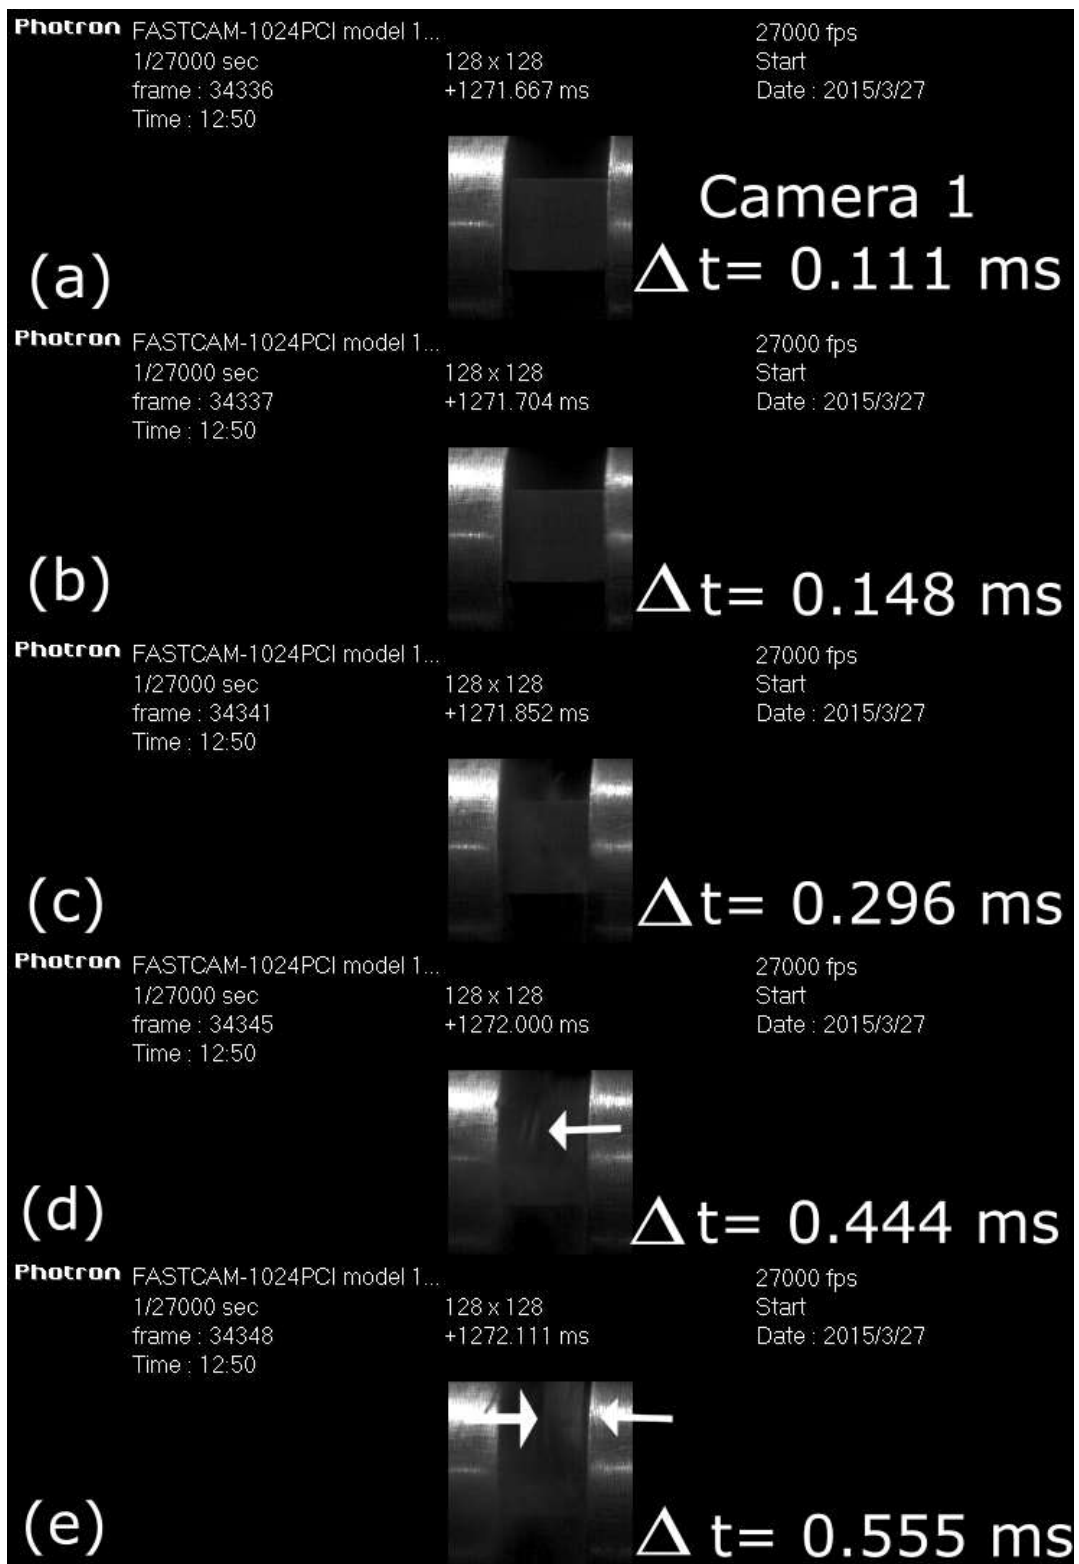 Photron FASTCAM-1024PCI model 1... 27000 fps
1/27000 sec 128 x 128 Start
frame : 34336 +1271.667 ms Date : 2015/3/27
Time : 12:50
Camera 1
(a) Δ t= 0.111 ms
Photron FASTCAM-1024PCI model 1... 27000 fps
1/27000 sec 128 x 128 Start
frame : 34337 +1271.704 ms Date : 2015/3/27
Time : 12:50
(b) Δ t= 0.148 ms
Photron FASTCAM-1024PCI model 1... 27000 fps
1/27000 sec 128 x 128 Start
frame : 34341 +1271.852 ms Date : 2015/3/27
Time : 12:50
(c) Δ t= 0.296 ms
Photron FASTCAM-1024PCI model 1... 27000 fps
1/27000 sec 128 x 128 Start
frame : 34345 +1272.000 ms Date : 2015/3/27
Time : 12:50
(d) Δ t= 0.444 ms
Photron FASTCAM-1024PCI model 1... 27000 fps
1/27000 sec 128 x 128 Start
frame : 34348 +1272.111 ms Date : 2015/3/27
Time : 12:50
(e) Δ t= 0.555 ms